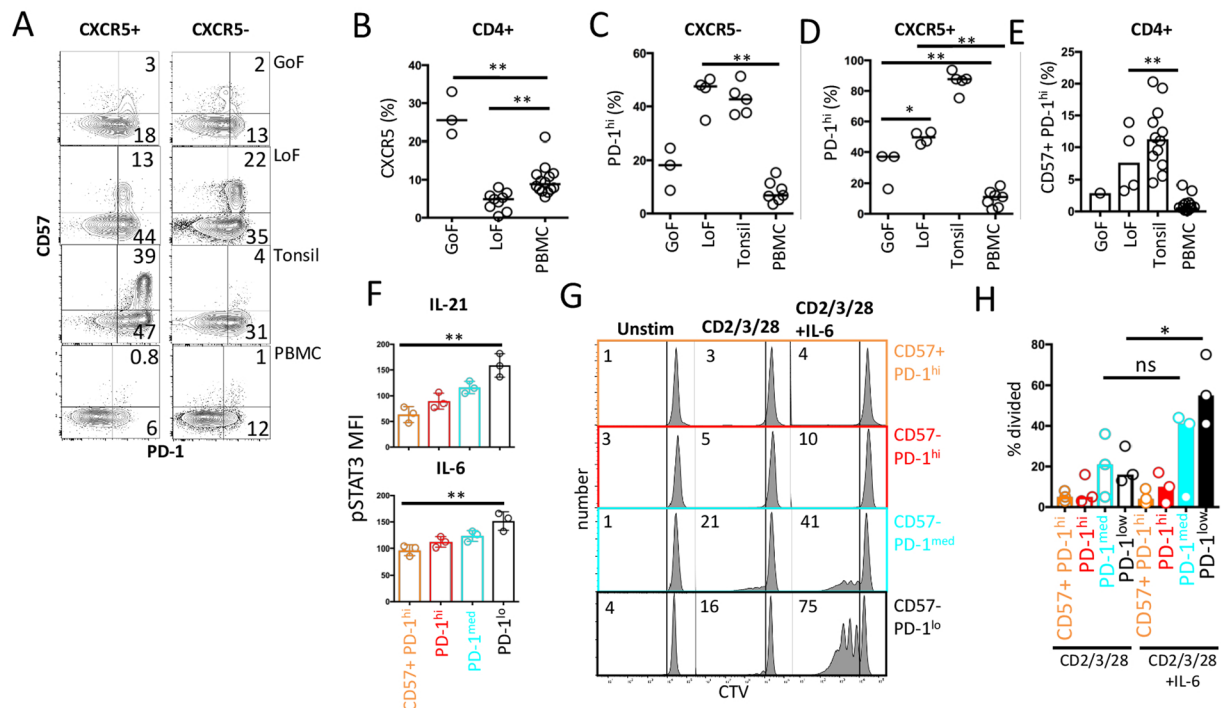 A
CXCR5+
CXCR5-
3
2
GoF
18
13
13
22
LoF
44
35
39
4
Tonsil
47
31
0.8
1
PBMC
6
12
CD57
PD-1
B
CD4+
**
**
CXCR5 (%)
40
30
20
10
0
GoF
LoF
PBMC
C
CXCR5-
**
PD-1hi (%)
60
40
20
0
GoF
LoF
Tonsil
PBMC
D
CXCR5+
**
**
*
PD-1hi (%)
100
80
60
40
20
0
GoF
LoF
Tonsil
PBMC
E
CD4+
**
CD57+ PD-1hi (%)
25
20
15
10
5
0
GoF
LoF
Tonsil
PBMC
F
IL-21
**
200
150
100
50
0
IL-6
**
200
150
100
50
0
pSTAT3 MFI
CD57+ PD-1hi
PD-1hi
PD-1med
PD-1lo
G
Unstim
CD2/3/28
CD2/3/28
+IL-6
1
3
4
CD57+
PD-1hi
3
5
10
CD57-
PD-1hi
1
21
41
CD57-
PD-1med
4
16
75
CD57-
PD-1lo
number
CTV
H
*
ns
% divided
80
60
40
20
0
CD57+ PD-1hi
PD-1hi
PD-1med
PD-1low
CD57+ PD-1hi
PD-1hi
PD-1med
PD-1low
CD2/3/28
CD2/3/28
+IL-6